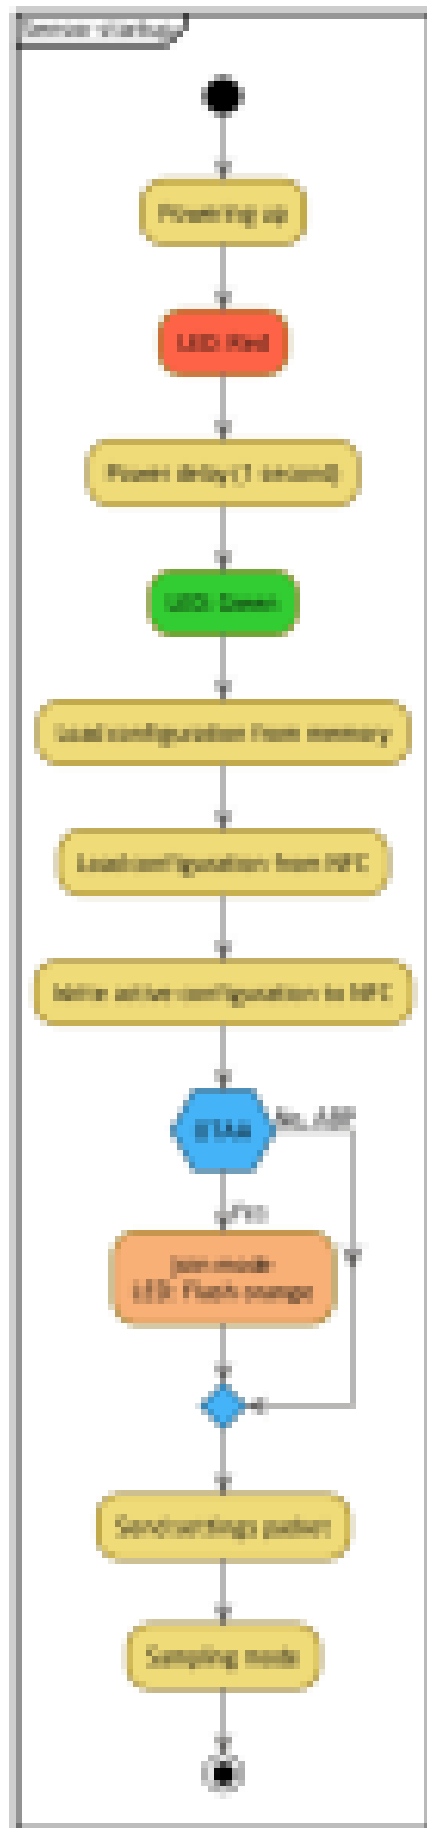 Sensor startup
Powering up
LED: Red
Power delay (1 second)
LED: Green
Load configuration from memory
Load configuration from NFC
Write active configuration to NFC
OTAA
No, ABP
Yes
Join mode
LED: Flash orange
Send settings packet
Sampling mode